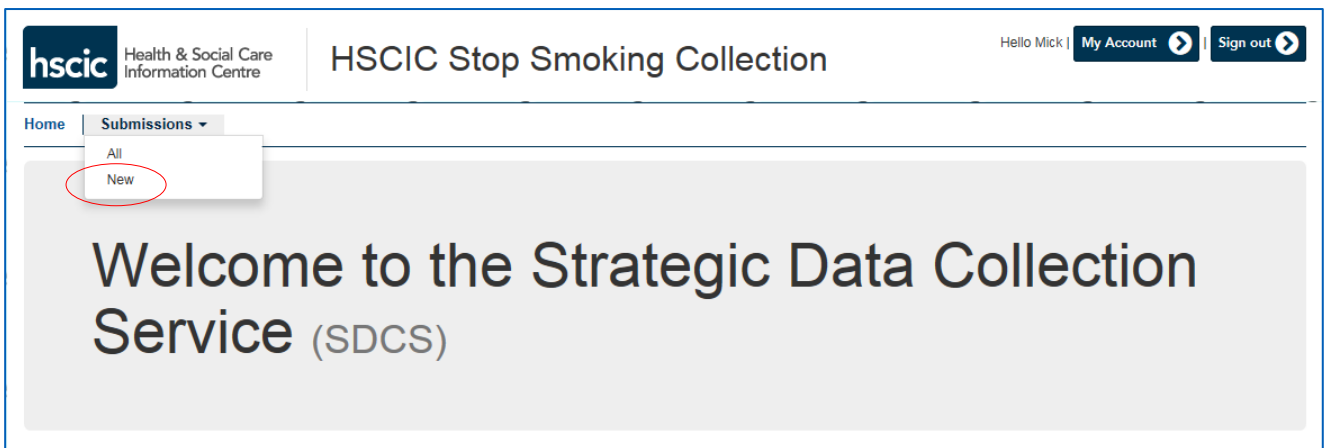 hscic Health & Social Care
Information Centre
HSCIC Stop Smoking Collection
Hello Mick | My Account | Sign out
Home | Submissions
All
New
Welcome to the Strategic Data Collection
Service (SDCS)